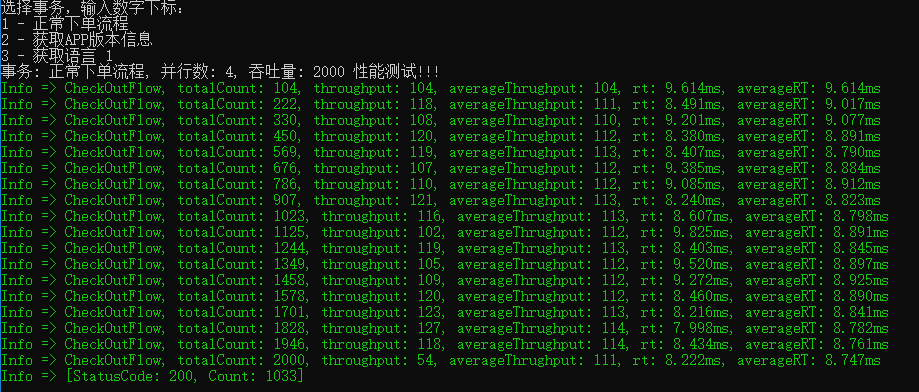 选择事务，输入数字下标：
1 - 正常下单流程
2 - 获取APP版本信息
3 - 获取语言 1
事务: 正常下单流程, 并行数: 4, 吞吐量: 2000 性能测试!!!
Info => CheckOutFlow, totalCount: 104, throughput: 104, averageThrughput: 104, rt: 9.614ms, averageRT: 9.614ms
Info => CheckOutFlow, totalCount: 222, throughput: 118, averageThrughput: 111, rt: 8.491ms, averageRT: 9.017ms
Info => CheckOutFlow, totalCount: 330, throughput: 108, averageThrughput: 110, rt: 9.201ms, averageRT: 9.077ms
Info => CheckOutFlow, totalCount: 450, throughput: 120, averageThrughput: 112, rt: 8.380ms, averageRT: 8.891ms
Info => CheckOutFlow, totalCount: 569, throughput: 119, averageThrughput: 113, rt: 8.407ms, averageRT: 8.790ms
Info => CheckOutFlow, totalCount: 676, throughput: 107, averageThrughput: 112, rt: 9.385ms, averageRT: 8.884ms
Info => CheckOutFlow, totalCount: 786, throughput: 110, averageThrughput: 112, rt: 9.085ms, averageRT: 8.912ms
Info => CheckOutFlow, totalCount: 907, throughput: 121, averageThrughput: 113, rt: 8.240ms, averageRT: 8.823ms
Info => CheckOutFlow, totalCount: 1023, throughput: 116, averageThrughput: 113, rt: 8.607ms, averageRT: 8.798ms
Info => CheckOutFlow, totalCount: 1125, throughput: 102, averageThrughput: 112, rt: 9.825ms, averageRT: 8.891ms
Info => CheckOutFlow, totalCount: 1244, throughput: 119, averageThrughput: 113, rt: 8.403ms, averageRT: 8.845ms
Info => CheckOutFlow, totalCount: 1349, throughput: 105, averageThrughput: 112, rt: 9.520ms, averageRT: 8.897ms
Info => CheckOutFlow, totalCount: 1458, throughput: 109, averageThrughput: 112, rt: 9.272ms, averageRT: 8.925ms
Info => CheckOutFlow, totalCount: 1578, throughput: 120, averageThrughput: 112, rt: 8.460ms, averageRT: 8.890ms
Info => CheckOutFlow, totalCount: 1701, throughput: 123, averageThrughput: 113, rt: 8.216ms, averageRT: 8.841ms
Info => CheckOutFlow, totalCount: 1828, throughput: 127, averageThrughput: 114, rt: 7.998ms, averageRT: 8.782ms
Info => CheckOutFlow, totalCount: 1946, throughput: 118, averageThrughput: 114, rt: 8.434ms, averageRT: 8.761ms
Info => CheckOutFlow, totalCount: 2000, throughput: 54, averageThrughput: 111, rt: 8.222ms, averageRT: 8.747ms
Info => [StatusCode: 200, Count: 1033]